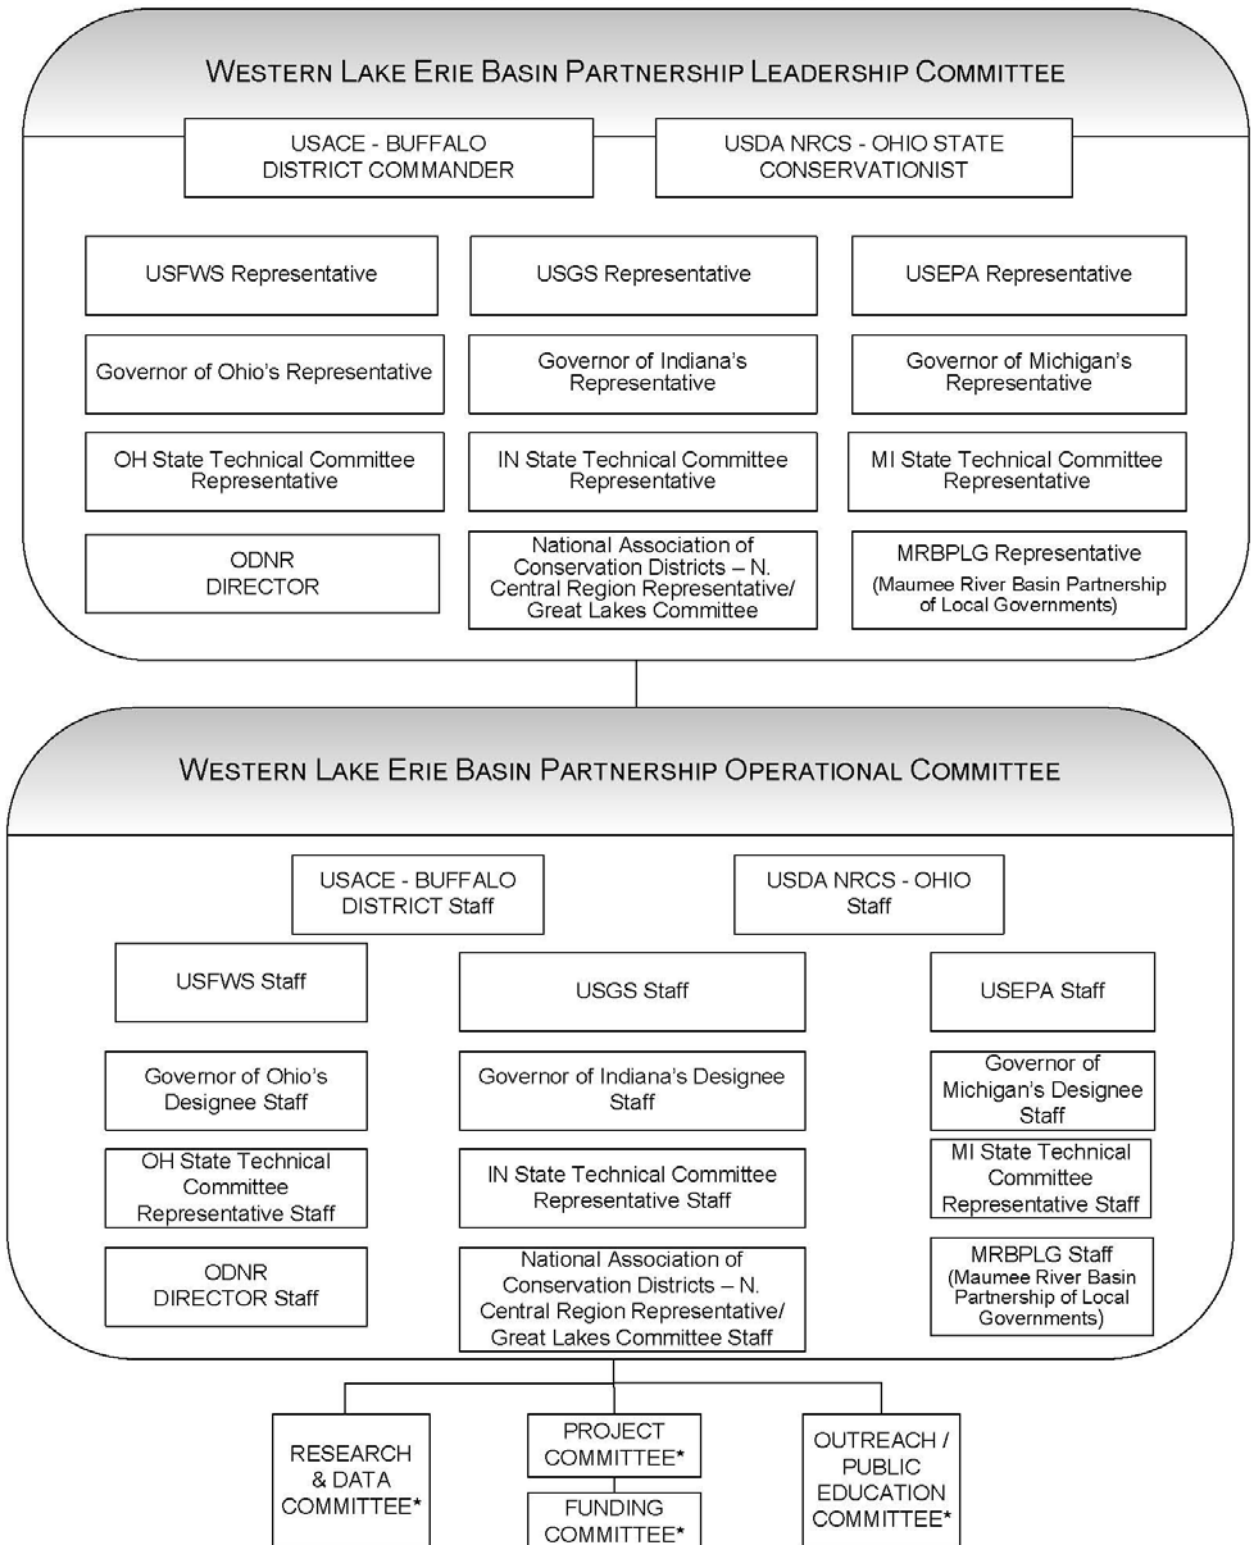 WESTERN LAKE ERIE BASIN PARTNERSHIP LEADERSHIP COMMITTEE
USACE - BUFFALO
DISTRICT COMMANDER
USDA NRCS - OHIO STATE
CONSERVATIONIST
USFWS Representative
USGS Representative
USEPA Representative
Governor of Ohio's Representative
Governor of Indiana's
Representative
Governor of Michigan's
Representative
OH State Technical Committee
Representative
IN State Technical Committee
Representative
MI State Technical Committee
Representative
ODNR
DIRECTOR
National Association of
Conservation Districts – N.
Central Region Representative/
Great Lakes Committee
MRBPLG Representative
(Maumee River Basin Partnership
of Local Governments)
WESTERN LAKE ERIE BASIN PARTNERSHIP OPERATIONAL COMMITTEE
USACE - BUFFALO
DISTRICT Staff
USDA NRCS - OHIO
Staff
USFWS Staff
USGS Staff
USEPA Staff
Governor of Ohio's
Designee Staff
Governor of Indiana's Designee
Staff
Governor of
Michigan's Designee
Staff
OH State Technical
Committee
Representative Staff
IN State Technical Committee
Representative Staff
MI State Technical
Committee
Representative Staff
ODNR
DIRECTOR Staff
National Association of
Conservation Districts – N.
Central Region Representative/
Great Lakes Committee Staff
MRBPLG Staff
(Maumee River Basin
Partnership of Local
Governments)
RESEARCH
& DATA
COMMITTEE*
PROJECT
COMMITTEE*
FUNDING
COMMITTEE*
OUTREACH /
PUBLIC
EDUCATION
COMMITTEE*